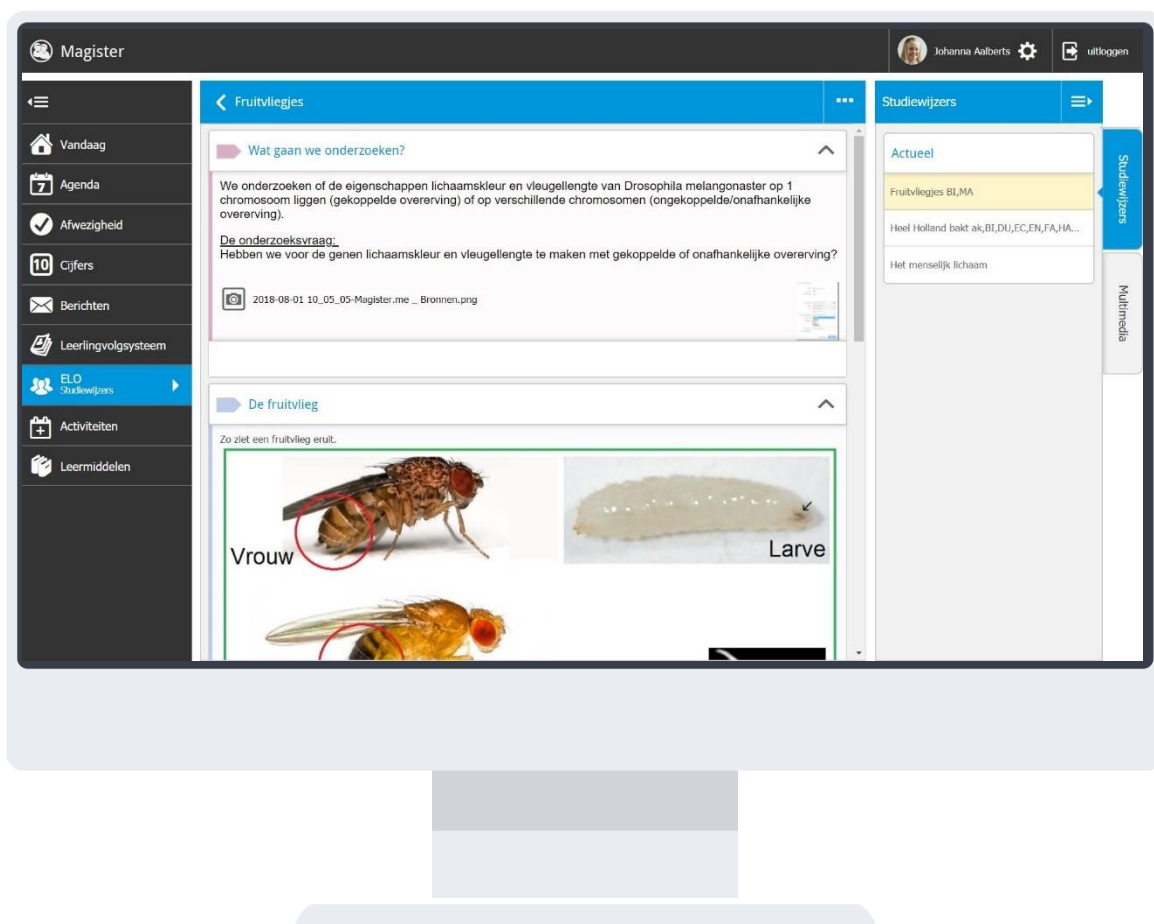 Magister
Johanna Aalberts
uitloggen
Vandaag
7 Agenda
Afwezigheid
10 Cijfers
Berichten
Leerlingvolgsysteem
ELO
Studiewijzers
Activiteiten
Leermiddelen
Fruitvliegjes
Wat gaan we onderzoeken?
We onderzoeken of de eigenschappen lichaamskleur en vleugellengte van Drosophila melangonaster op 1
chromosoom liggen (gekoppelde overerving) of op verschillende chromosomen (ongekoppelde/onafhankelijke
overerving).
De onderzoeksvraag:
Hebben we voor de genen lichaamskleur en vleugellengte te maken met gekoppelde of onafhankelijke overerving?
2018-08-01 10_05_05-Magister.me _ Bronnen.png
De fruitvlieg
Zo ziet een fruitvlieg eruit.
Vrouw
Larve
Studiewijzers
Actueel
Fruitvliegjes BI,MA
Heel Holland bakt ak,BI,DU,EC,EN,FA,HA...
Het menselijk lichaam
Studiewijzers
Multimedia